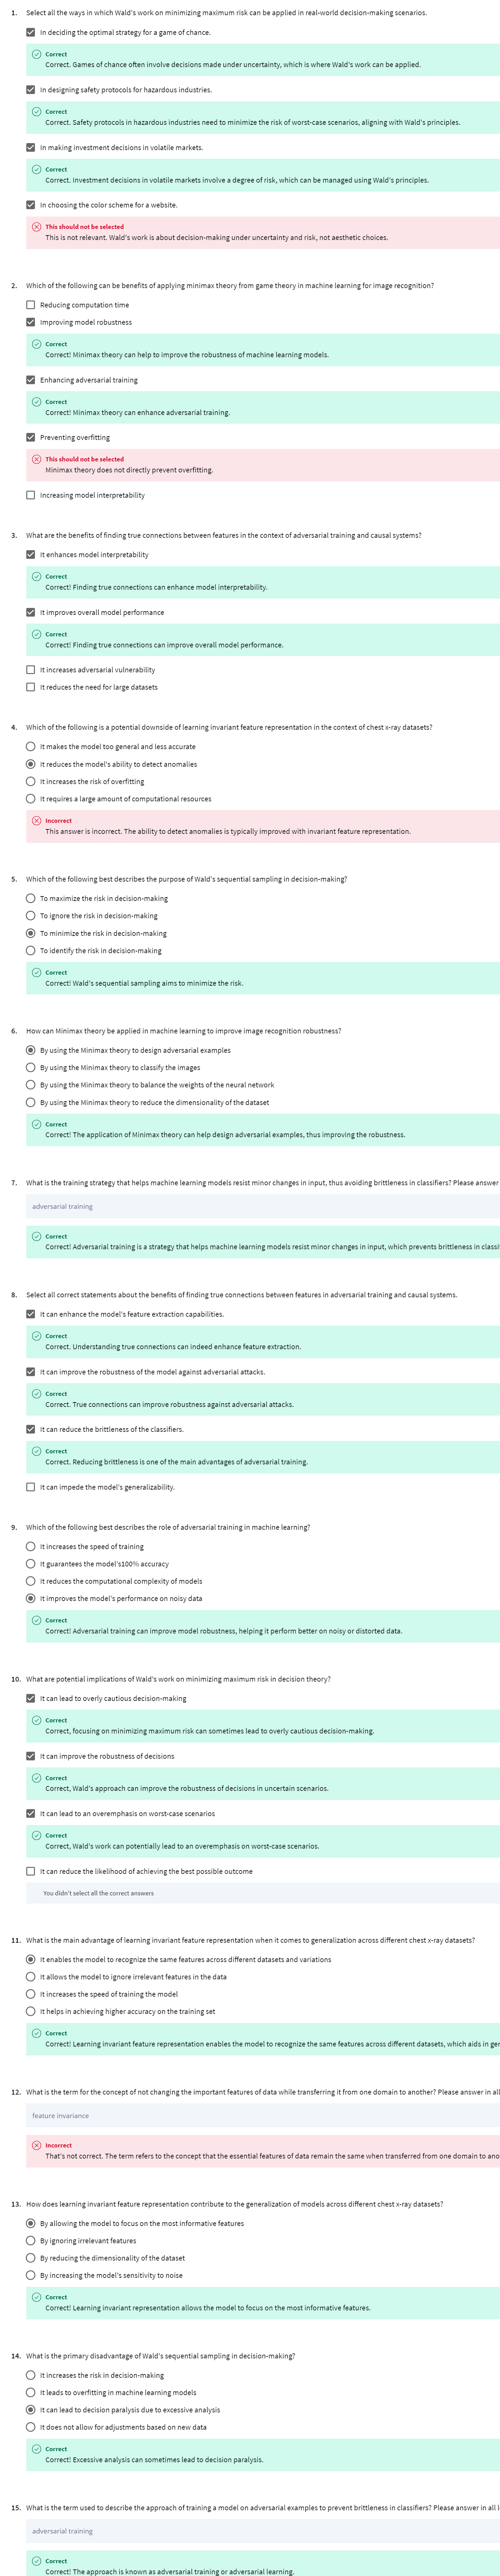 1. Select all the ways in which Wald's work on minimizing maximum risk can be applied in real-world decision-making scenarios.
In deciding the optimal strategy for a game of chance.
Correct
Correct. Games of chance often involve decisions made under uncertainty, which is where Wald's work can be applied.
In designing safety protocols for hazardous industries.
Correct
Correct. Safety protocols in hazardous industries need to minimize the risk of worst-case scenarios, aligning with Wald's principles.
In making investment decisions in volatile markets.
Correct
Correct. Investment decisions in volatile markets involve a degree of risk, which can be managed using Wald's principles.
In choosing the color scheme for a website.
This should not be selected
This is not relevant. Wald's work is about decision-making under uncertainty and risk, not aesthetic choices.
2. Which of the following can be benefits of applying minimax theory from game theory in machine learning for image recognition?
Reducing computation time
Improving model robustness
Correct
Correct! Minimax theory can help to improve the robustness of machine learning models.
Enhancing adversarial training
Correct
Correct! Minimax theory can enhance adversarial training.
Preventing overfitting
This should not be selected
Minimax theory does not directly prevent overfitting.
Increasing model interpretability
3. What are the benefits of finding true connections between features in the context of adversarial training and causal systems?
It enhances model interpretability
Correct
Correct! Finding true connections can enhance model interpretability.
It improves overall model performance
Correct
Correct! Finding true connections can improve overall model performance.
It increases adversarial vulnerability
It reduces the need for large datasets
4. Which of the following is a potential downside of learning invariant feature representation in the context of chest x-ray datasets?
It makes the model too general and less accurate
It reduces the model's ability to detect anomalies
It increases the risk of overfitting
It requires a large amount of computational resources
Incorrect
This answer is incorrect. The ability to detect anomalies is typically improved with invariant feature representation.
5. Which of the following best describes the purpose of Wald's sequential sampling in decision-making?
To maximize the risk in decision-making
To ignore the risk in decision-making
To minimize the risk in decision-making
To identify the risk in decision-making
Correct
Correct! Wald's sequential sampling aims to minimize the risk.
6. How can Minimax theory be applied in machine learning to improve image recognition robustness?
By using the Minimax theory to design adversarial examples
By using the Minimax theory to classify the images
By using the Minimax theory to balance the weights of the neural network
By using the Minimax theory to reduce the dimensionality of the dataset
Correct
Correct! The application of Minimax theory can help design adversarial examples, thus improving the robustness.
7. What is the training strategy that helps machine learning models resist minor changes in input, thus avoiding brittleness in classifiers? Please answer
adversarial training
Correct
Correct! Adversarial training is a strategy that helps machine learning models resist minor changes in input, which prevents brittleness in classi
8. Select all correct statements about the benefits of finding true connections between features in adversarial training and causal systems.
It can enhance the model's feature extraction capabilities.
Correct
Correct. Understanding true connections can indeed enhance feature extraction.
It can improve the robustness of the model against adversarial attacks.
Correct
Correct. True connections can improve robustness against adversarial attacks.
It can reduce the brittleness of the classifiers.
Correct
Correct. Reducing brittleness is one of the main advantages of adversarial training.
It can impede the model's generalizability.
9. Which of the following best describes the role of adversarial training in machine learning?
It increases the speed of training
It guarantees the model's100% accuracy
It reduces the computational complexity of models
It improves the model's performance on noisy data
Correct
Correct! Adversarial training can improve model robustness, helping it perform better on noisy or distorted data.
10. What are potential implications of Wald's work on minimizing maximum risk in decision theory?
It can lead to overly cautious decision-making
Correct
Correct, focusing on minimizing maximum risk can sometimes lead to overly cautious decision-making.
It can improve the robustness of decisions
Correct
Correct, Wald's approach can improve the robustness of decisions in uncertain scenarios.
It can lead to an overemphasis on worst-case scenarios
Correct
Correct, Wald's work can potentially lead to an overemphasis on worst-case scenarios.
It can reduce the likelihood of achieving the best possible outcome
You didn't select all the correct answers
11. What is the main advantage of learning invariant feature representation when it comes to generalization across different chest x-ray datasets?
It enables the model to recognize the same features across different datasets and variations
It allows the model to ignore irrelevant features in the data
It increases the speed of training the model
It helps in achieving higher accuracy on the training set
Correct
Correct! Learning invariant feature representation enables the model to recognize the same features across different datasets, which aids in ger
12. What is the term for the concept of not changing the important features of data while transferring it from one domain to another? Please answer in all
feature invariance
Incorrect
That's not correct. The term refers to the concept that the essential features of data remain the same when transferred from one domain to ano
13. How does learning invariant feature representation contribute to the generalization of models across different chest x-ray datasets?
By allowing the model to focus on the most informative features
By ignoring irrelevant features
By reducing the dimensionality of the dataset
By increasing the model's sensitivity to noise
Correct
Correct! Learning invariant representation allows the model to focus on the most informative features.
14. What is the primary disadvantage of Wald's sequential sampling in decision-making?
It increases the risk in decision-making
It leads to overfitting in machine learning models
It can lead to decision paralysis due to excessive analysis
It does not allow for adjustments based on new data
Correct
Correct! Excessive analysis can sometimes lead to decision paralysis.
15. What is the term used to describe the approach of training a model on adversarial examples to prevent brittleness in classifiers? Please answer in all l
adversarial training
Correct
Correct! The approach is known as adversarial training or adversarial learning.